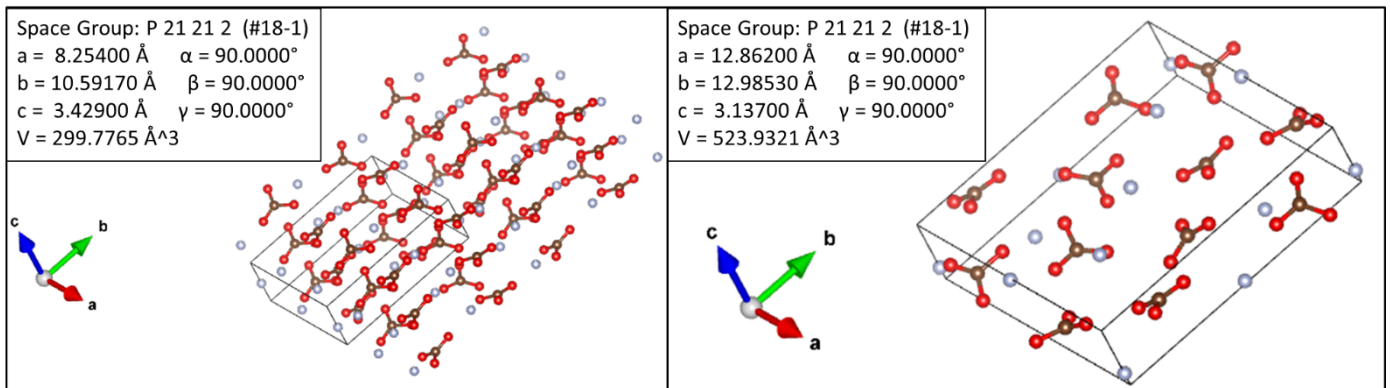 Space Group: P 21 21 2 (#18-1)
a = 8.25400 Å α = 90.0000°
b = 10.59170 Å β = 90.0000°
c = 3.42900 Å γ = 90.0000°
V = 299.7765 Å^3
c
b
a
Space Group: P 21 21 2 (#18-1)
a = 12.86200 Å α = 90.0000°
b = 12.98530 Å β = 90.0000°
c = 3.13700 Å γ = 90.0000°
V = 523.9321 Å^3
c
b
a